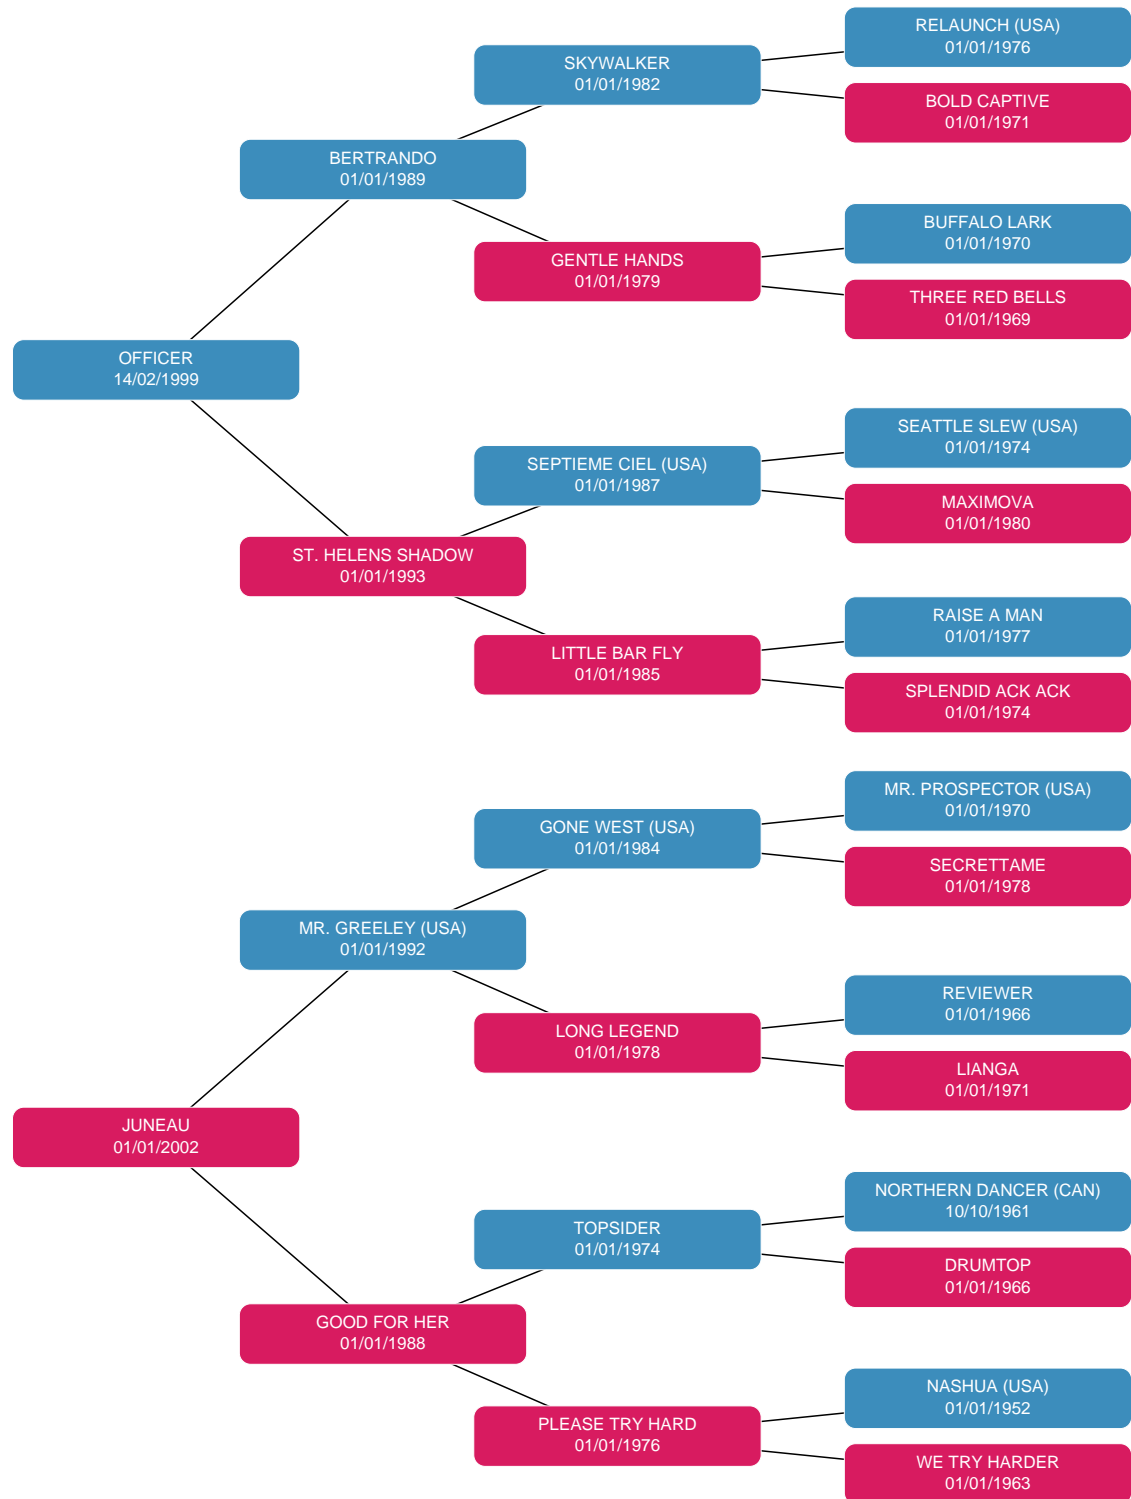 RELAUNCH (USA)
01/01/1976
SKYWALKER
01/01/1982
BOLD CAPTIVE
01/01/1971
BERTRANDO
01/01/1989
BUFFALO LARK
01/01/1970
GENTLE HANDS
01/01/1979
THREE RED BELLS
01/01/1969
OFFICER
14/02/1999
SEATTLE SLEW (USA)
01/01/1974
SEPTIEME CIEL (USA)
01/01/1987
MAXIMOVA
01/01/1980
ST. HELENS SHADOW
01/01/1993
RAISE A MAN
01/01/1977
LITTLE BAR FLY
01/01/1985
SPLENDID ACK ACK
01/01/1974
MR. PROSPECTOR (USA)
01/01/1970
GONE WEST (USA)
01/01/1984
SECRETTAME
01/01/1978
MR. GREELEY (USA)
01/01/1992
REVIEWER
01/01/1966
LONG LEGEND
01/01/1978
LIANGA
01/01/1971
JUNEAU
01/01/2002
NORTHERN DANCER (CAN)
10/10/1961
TOPSIDER
01/01/1974
DRUMTOP
01/01/1966
GOOD FOR HER
01/01/1988
NASHUA (USA)
01/01/1952
PLEASE TRY HARD
01/01/1976
WE TRY HARDER
01/01/1963